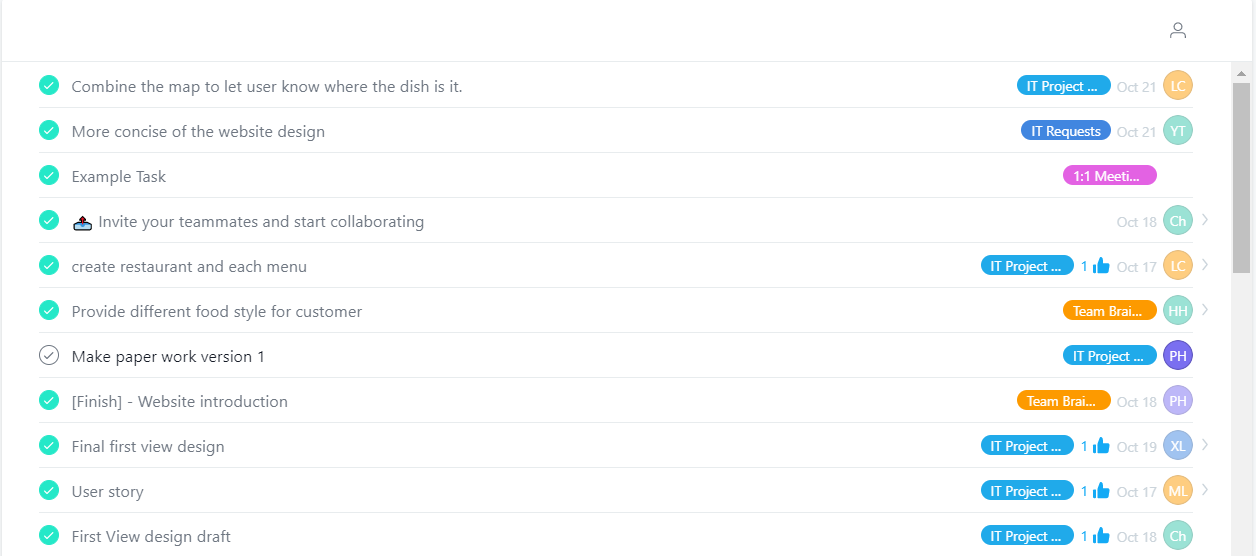 Combine the map to let user know where the dish is it. IT Project ... Oct 21 LC
More concise of the website design IT Requests Oct 21 YT
Example Task 1:1 Meeti...
Invite your teammates and start collaborating Oct 18 Ch
create restaurant and each menu IT Project ... 1 Oct 17 LC
Provide different food style for customer Team Brai... HH
Make paper work version 1 IT Project ... PH
[Finish] - Website introduction Team Brai... Oct 18 PH
Final first view design IT Project ... 1 Oct 19 XL
User story IT Project ... 1 Oct 17 ML
First View design draft IT Project ... 1 Oct 18 Ch